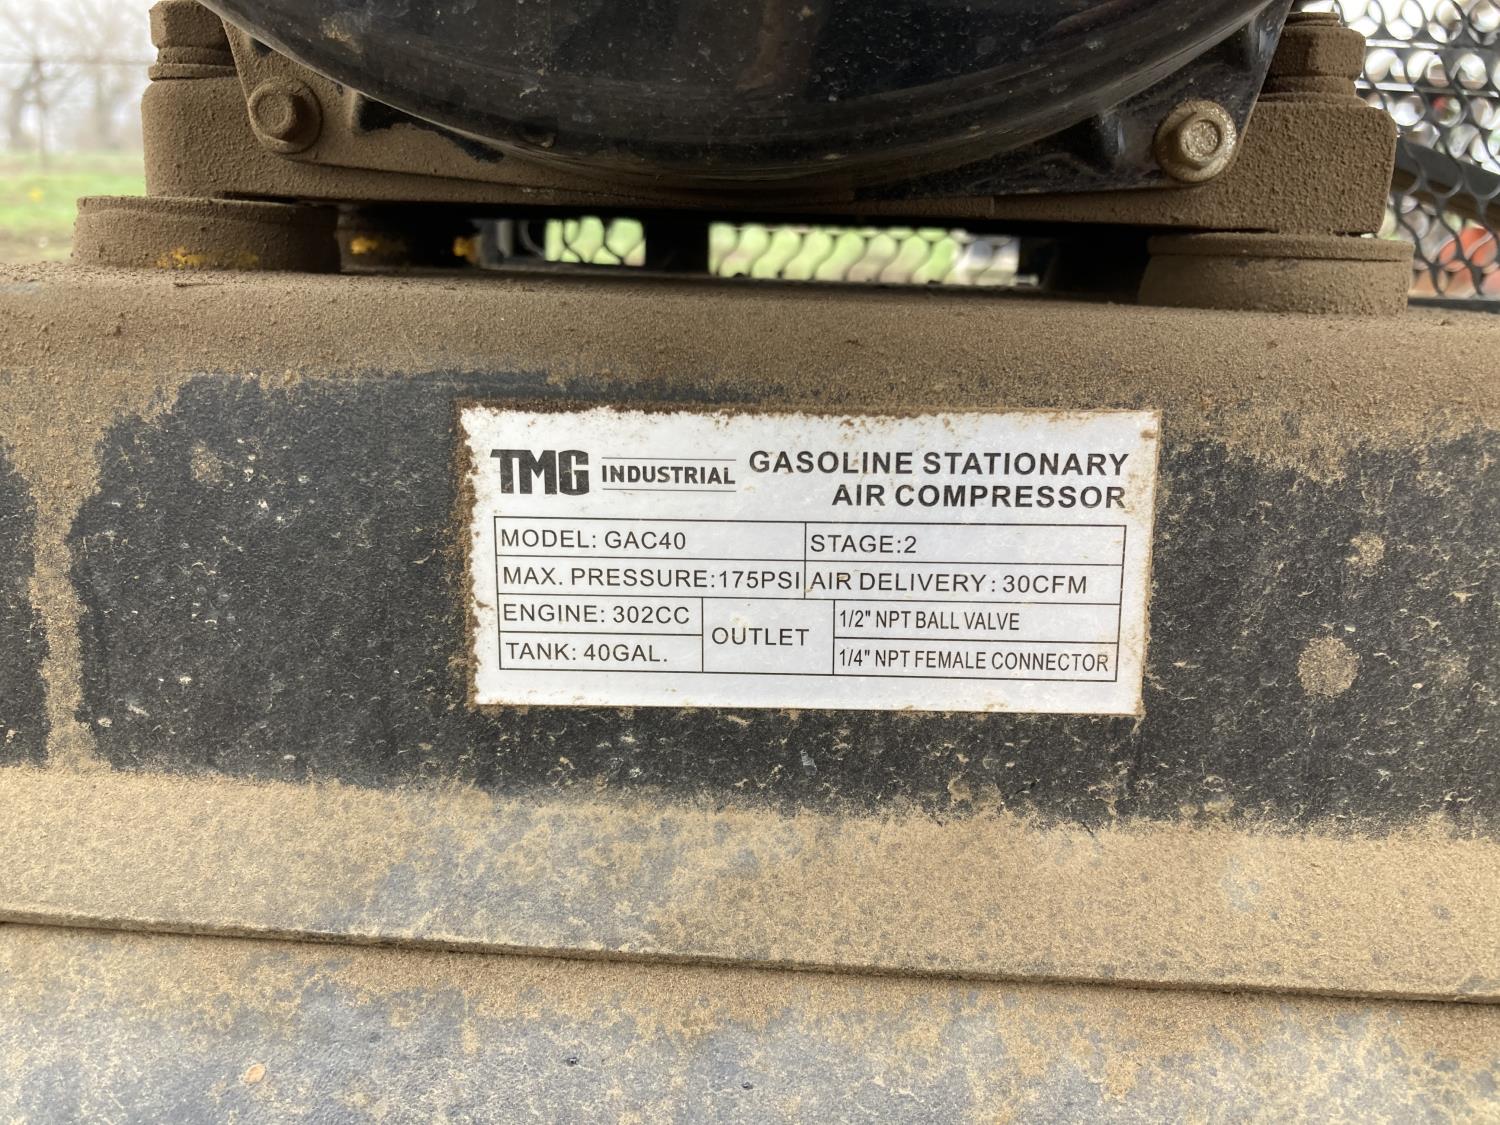 TMG INDUSTRIAL GASOLINE STATIONARY
AIR COMPRESSOR
MODEL: GAC40 STAGE:2
MAX. PRESSURE:175PSI AIR DELIVERY: 30CFM
ENGINE: 302CC
TANK: 40GAL.
OUTLET
1/2" NPT BALL VALVE
1/4" NPT FEMALE CONNECTOR